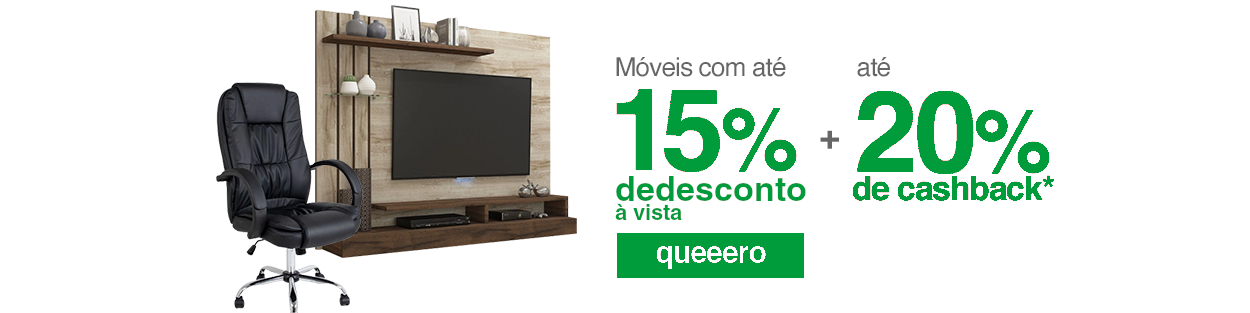 Móveis com até
15%
dedesconto
à vista
+
até
20%
de cashback*
queeero